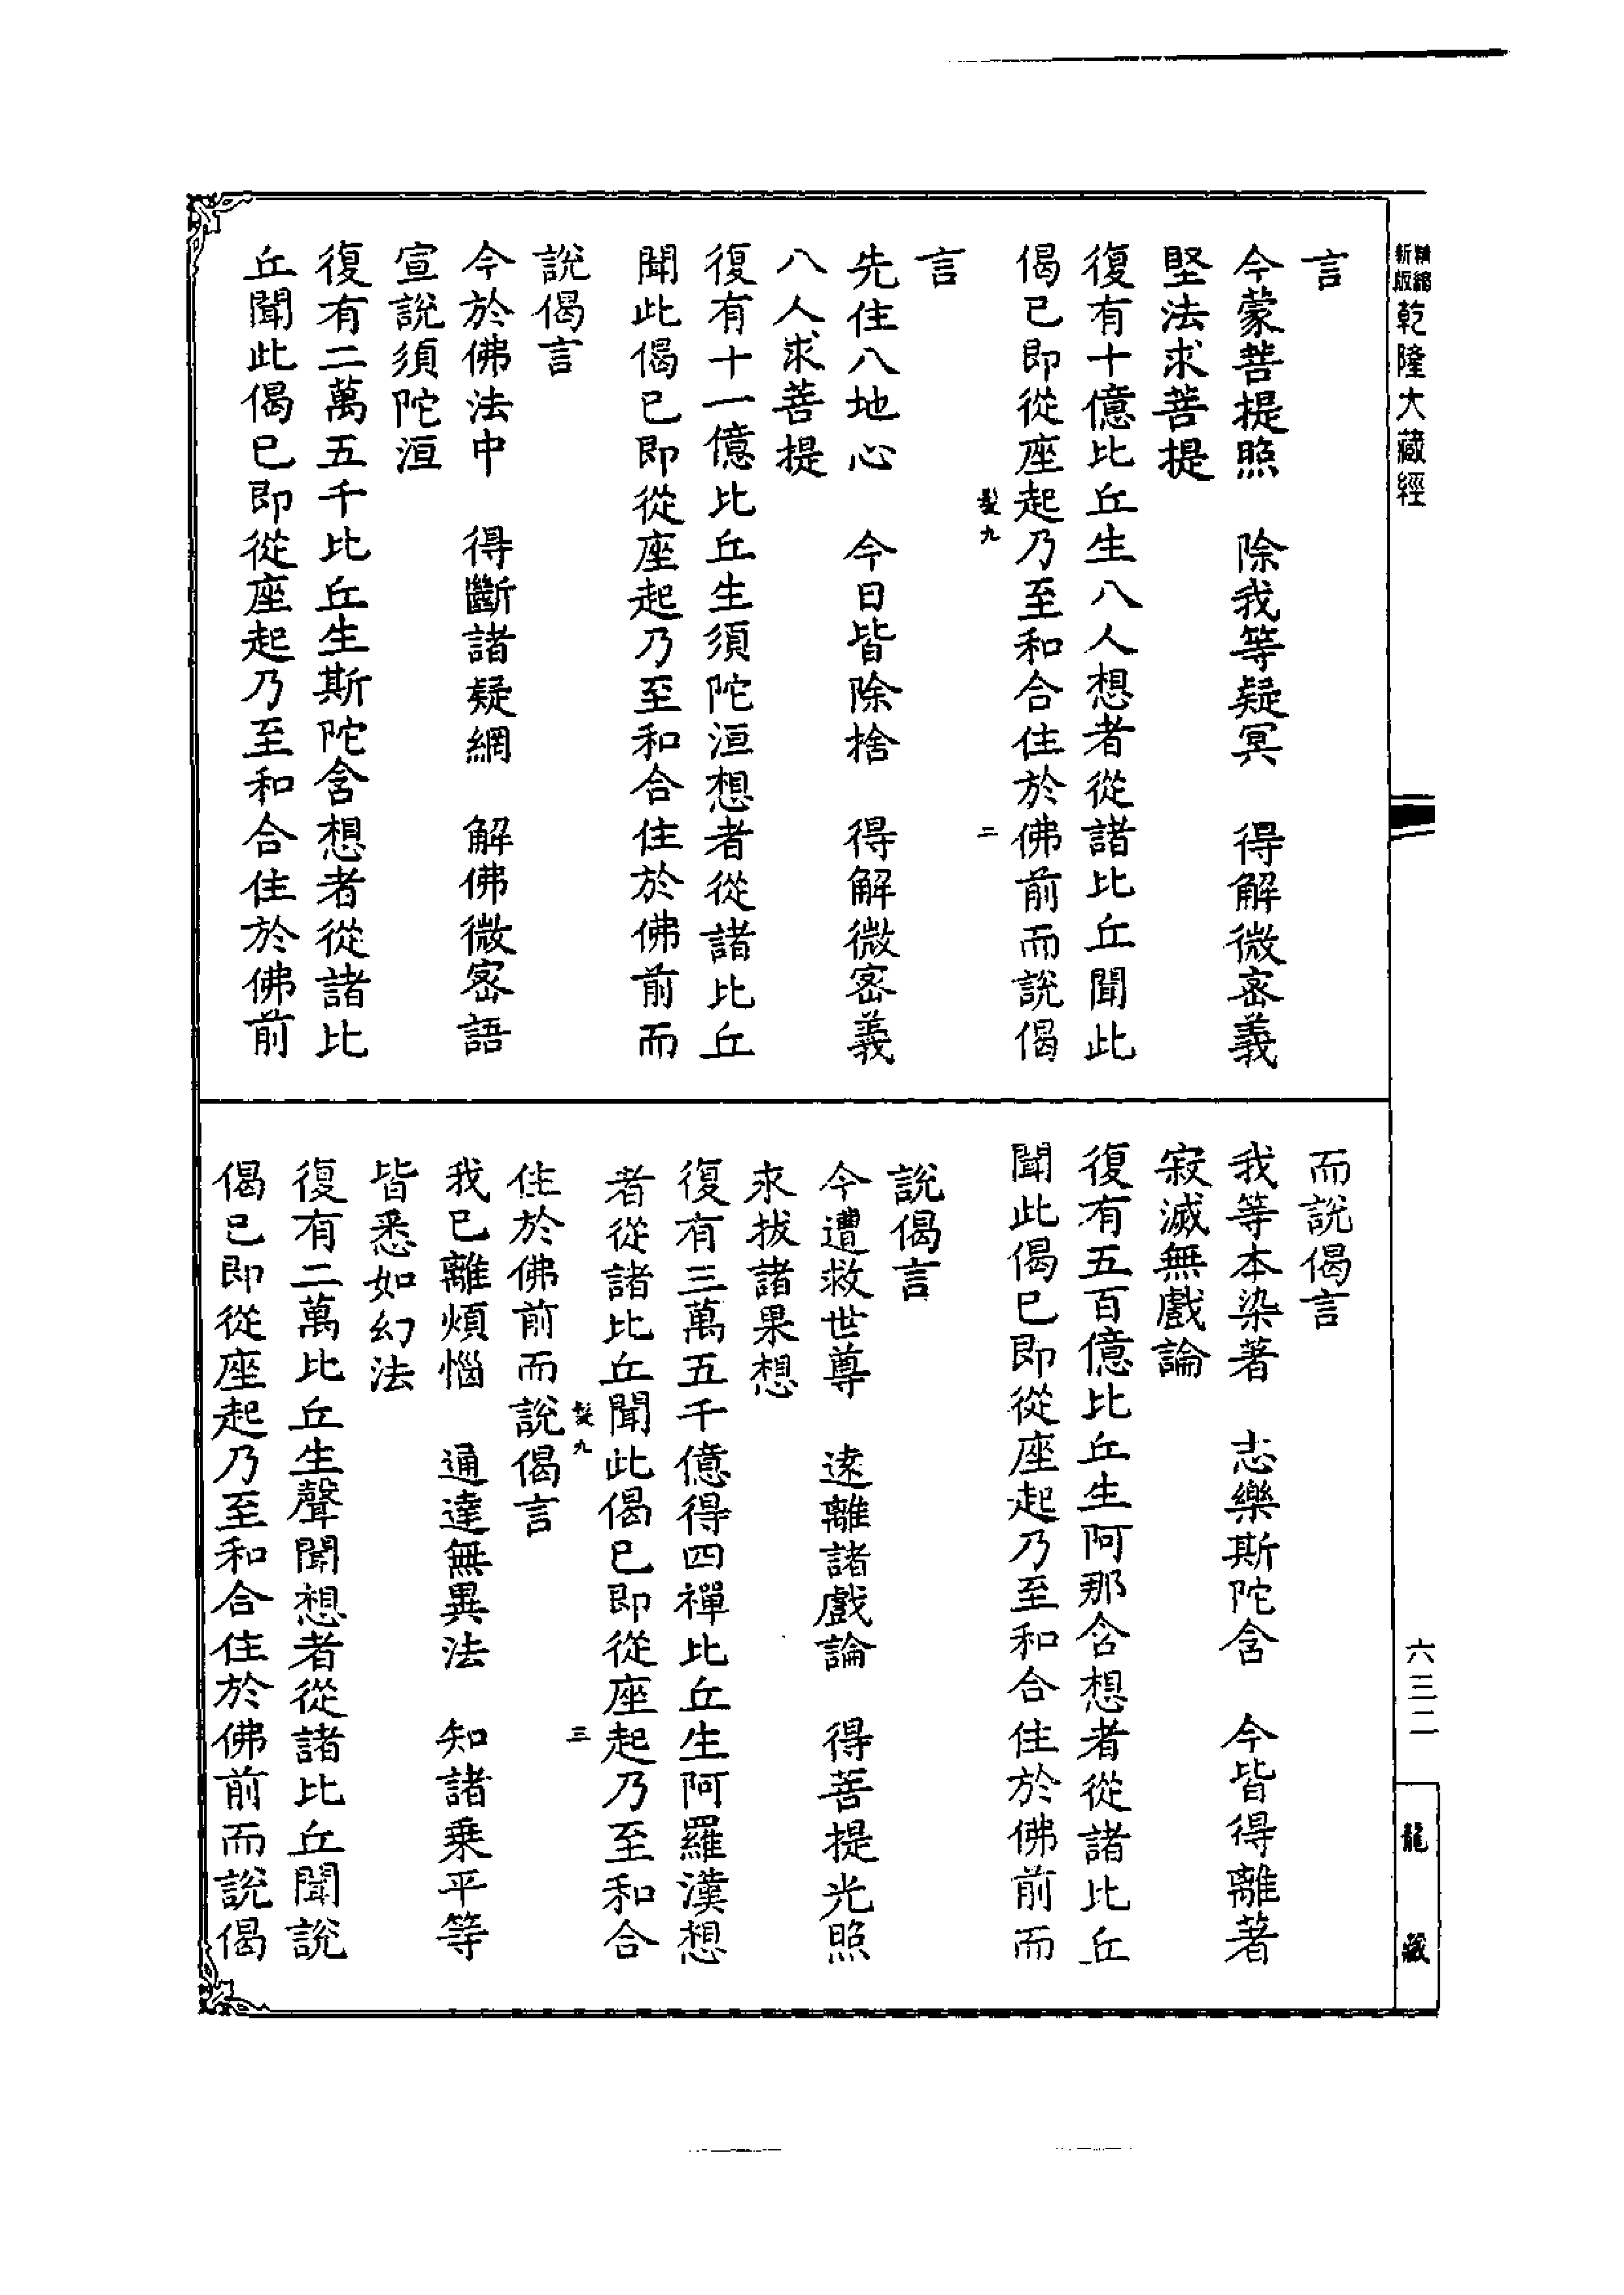 精縮
新版
乾隆大藏經
言
今蒙菩提照　除我等疑冥　得解微密義
堅法求菩提
復有十億比丘生八人想者從諸比丘聞此
偈已即從座起乃至和合住於佛前而說偈
髮九
二
言
先住八地心　今日皆除捨　得解微密義
八人求菩提
復有十一億比丘生須陀洹想者從諸比丘
聞此偈已即從座起乃至和合住於佛前而
說偈言
今於佛法中　得斷諸疑網　解佛微密語
宣說須陀洹
復有二萬五千比丘生斯陀含想者從諸比
丘聞此偈已即從座起乃至和合住於佛前
而說偈言
我等本染著　志樂斯陀含　今皆得離著
寂滅無戲論
復有五百億比丘生阿那含想者從諸比丘
聞此偈已即從座起乃至和合住於佛前而
說偈言
今遭救世尊　遠離諸戲論　得菩提光照
求拔諸果想
復有三萬五千億得四禪比丘生阿羅漢想
者從諸比丘聞此偈已即從座起乃至和合
髮九
三
住於佛前而說偈言
我已離煩惱　通達無異法　知諸乗平等
皆悉如幻法
復有二萬比丘生聲聞想者從諸比丘聞說
偈已即從座起乃至和合住於佛前而說偈
六三二
龍藏